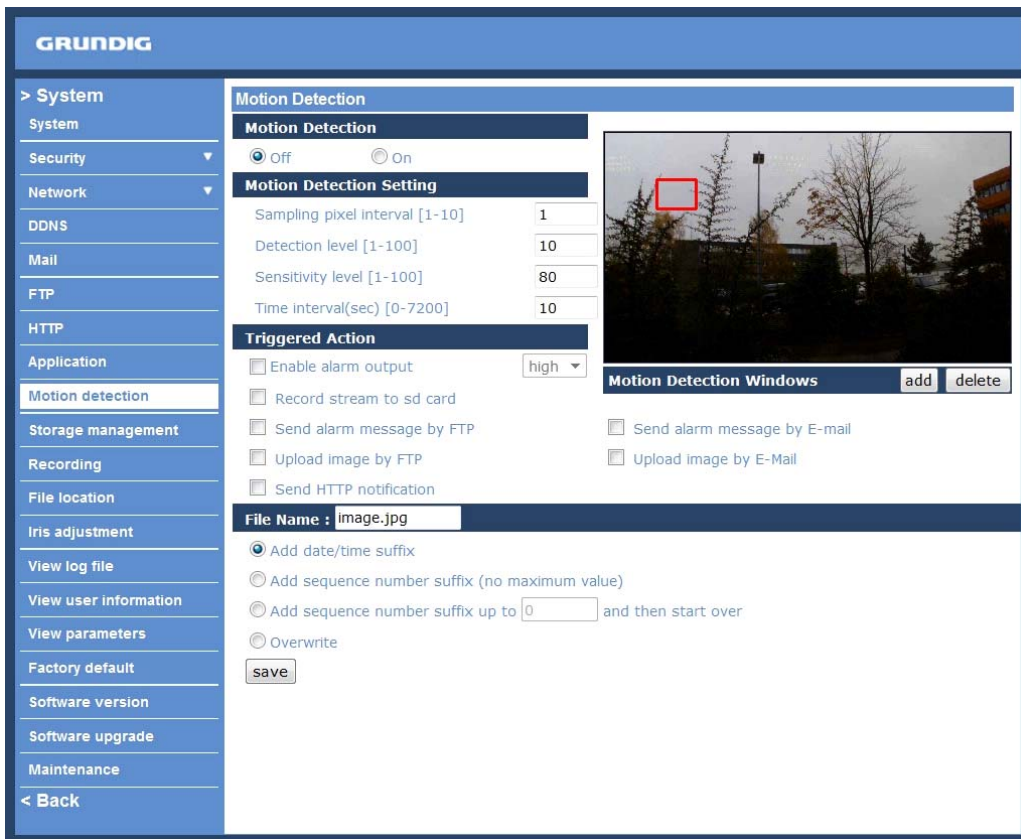 GRUNDIG
> System
System
Security
Network
DDNS
Mail
FTP
HTTP
Application
Motion detection
Storage management
Recording
File location
Iris adjustment
View log file
View user information
View parameters
Factory default
Software version
Software upgrade
Maintenance
< Back
Motion Detection
Motion Detection
Off On
Motion Detection Setting
Sampling pixel interval [1-10] 1
Detection level [1-100] 10
Sensitivity level [1-100] 80
Time interval(sec) [0-7200] 10
Triggered Action
Enable alarm output high
Motion Detection Windows add delete
Record stream to sd card
Send alarm message by FTP Send alarm message by E-mail
Upload image by FTP Upload image by E-Mail
Send HTTP notification
File Name : image.jpg
Add date/time suffix
Add sequence number suffix (no maximum value)
Add sequence number suffix up to 0 and then start over
Overwrite
save